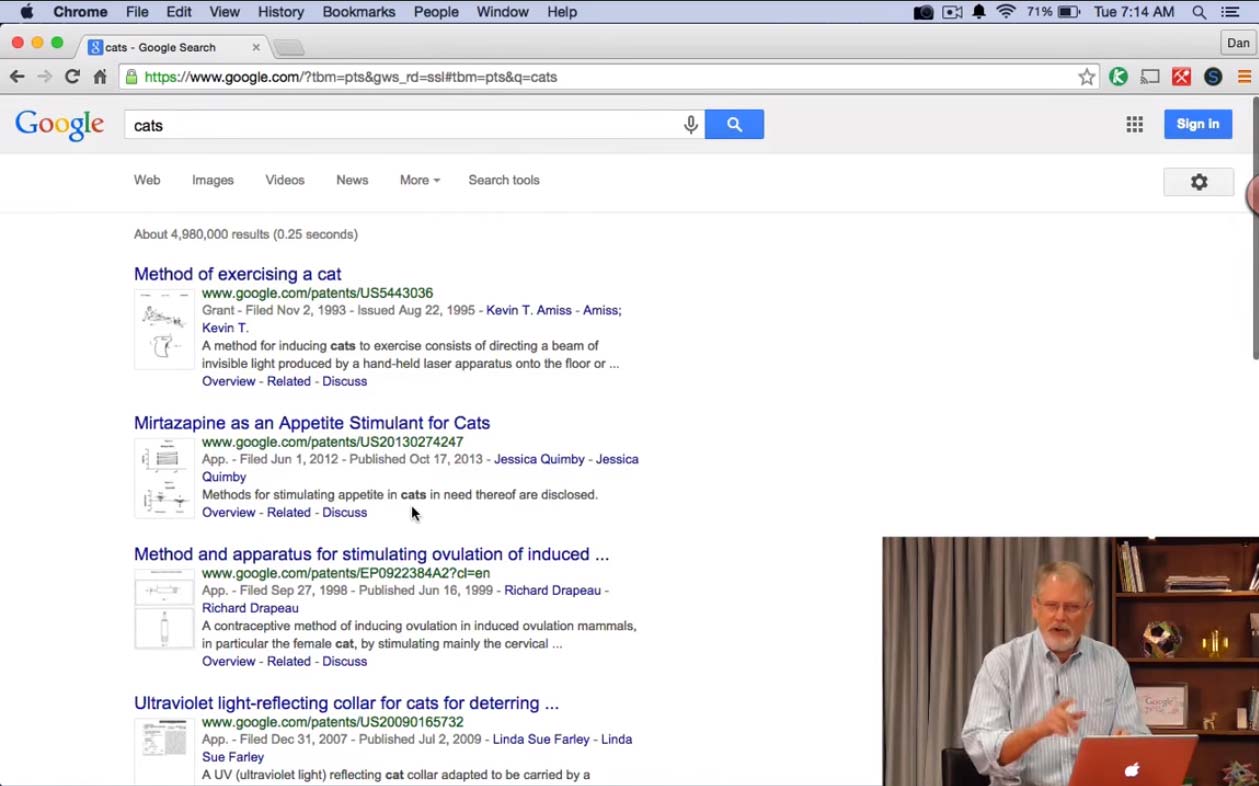 Chrome File Edit View History Bookmarks People Window Help 71% Tue 7:14 AM
cats - Google Search
Dan
https://www.google.com/?tbm=pts&gws_rd=ssl#tbm=pts&q=cats
Google cats Sign in
Web Images Videos News More Search tools
About 4,980,000 results (0.25 seconds)
Method of exercising a cat
www.google.com/patents/US5443036
Grant - Filed Nov 2, 1993 - Issued Aug 22, 1995 - Kevin T. Amiss - Amiss;
Kevin T.
A method for inducing cats to exercise consists of directing a beam of
invisible light produced by a hand-held laser apparatus onto the floor or ...
Overview - Related - Discuss
Mirtazapine as an Appetite Stimulant for Cats
www.google.com/patents/US20130274247
App. - Filed Jun 1, 2012 - Published Oct 17, 2013 - Jessica Quimby - Jessica
Quimby
Methods for stimulating appetite in cats in need thereof are disclosed.
Overview - Related - Discuss
Method and apparatus for stimulating ovulation of induced ...
www.google.com/patents/EP0922384A2?cl=en
App. - Filed Sep 27, 1998 - Published Jun 16, 1999 - Richard Drapeau -
Richard Drapeau
A contraceptive method of inducing ovulation in induced ovulation mammals,
in particular the female cat, by stimulating mainly the cervical ...
Overview - Related - Discuss
Ultraviolet light-reflecting collar for cats for deterring ...
www.google.com/patents/US20090165732
App. - Filed Dec 31, 2007 - Published Jul 2, 2009 - Linda Sue Farley - Linda
Sue Farley
A UV (ultraviolet light) reflecting cat collar adapted to be carried by a
Google